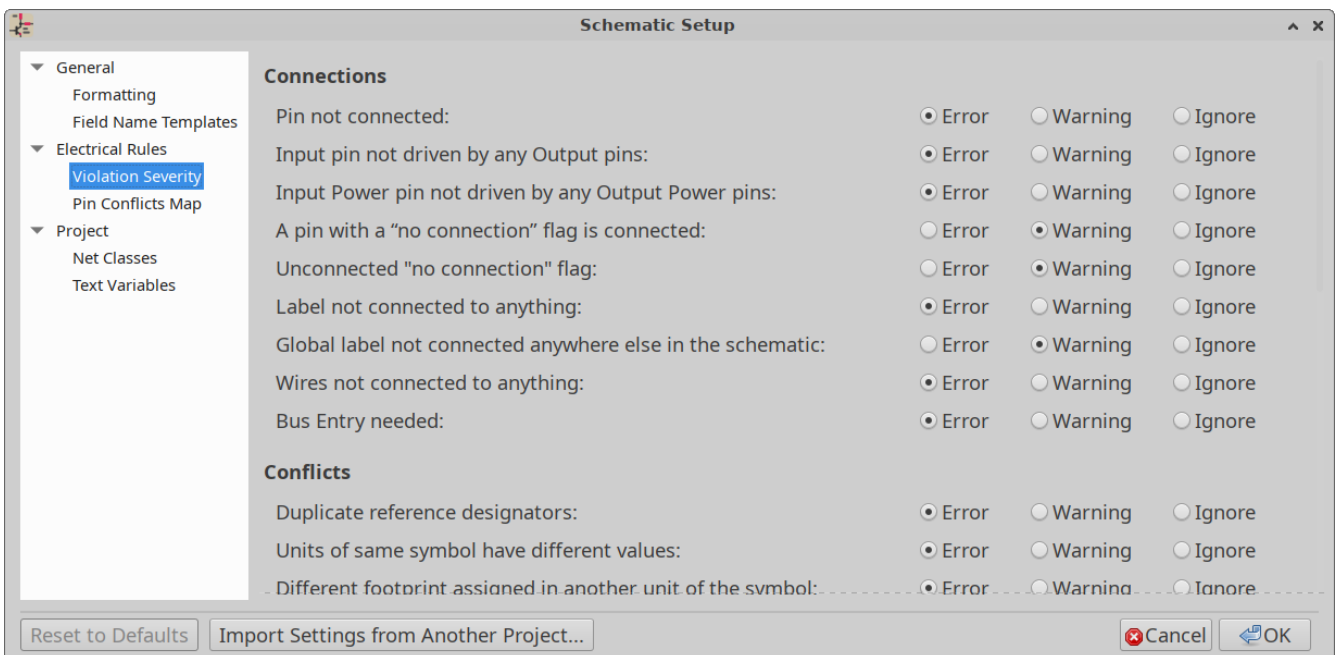 Schematic Setup
General
Formatting
Field Name Templates
Electrical Rules
Violation Severity
Pin Conflicts Map
Project
Net Classes
Text Variables
Connections
Pin not connected: Error Warning Ignore
Input pin not driven by any Output pins: Error Warning Ignore
Input Power pin not driven by any Output Power pins: Error Warning Ignore
A pin with a “no connection” flag is connected: Error Warning Ignore
Unconnected "no connection" flag: Error Warning Ignore
Label not connected to anything: Error Warning Ignore
Global label not connected anywhere else in the schematic: Error Warning Ignore
Wires not connected to anything: Error Warning Ignore
Bus Entry needed: Error Warning Ignore
Conflicts
Duplicate reference designators: Error Warning Ignore
Units of same symbol have different values: Error Warning Ignore
Different footprint assigned in another unit of the symbol: Error Warning Ignore
Reset to Defaults Import Settings from Another Project... Cancel OK